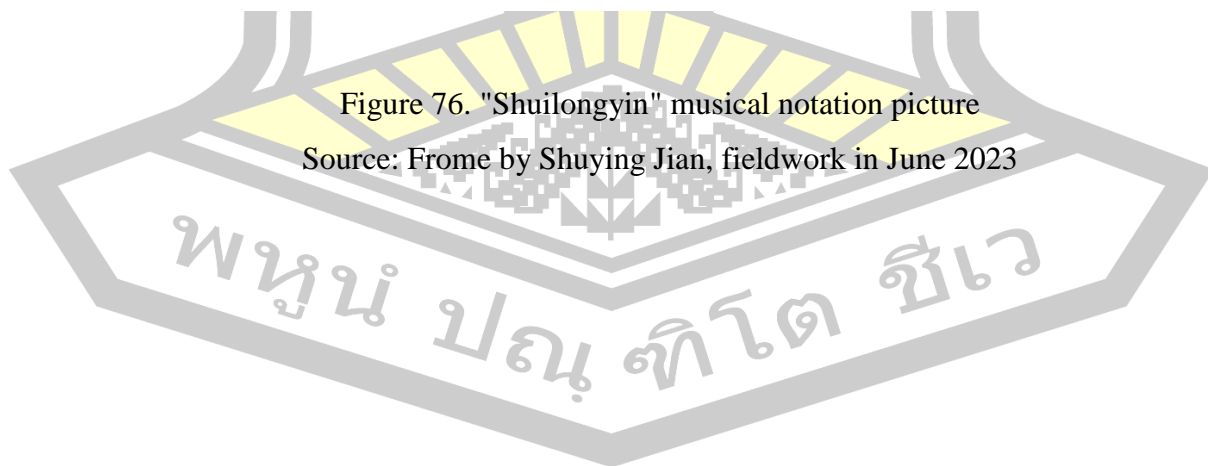 Figure 76. "Shuilongyin" musical notation picture
Source: Frome by Shuying Jian, fieldwork in June 2023
พหูนํ ปณฺฑิโต ชีเว